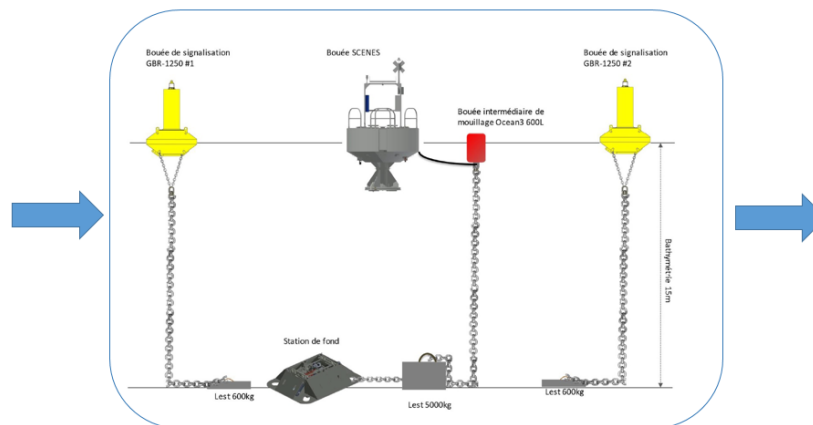 Bouée de signalisation
GBR-1250 #1
Bouée SCENES
Bouée de signalisation
GBR-1250 #2
Bouée intermédiaire de
mouillage Ocean3 600L
Bathymétrie 15m
Station de fond
Lest 600kg
Lest 5000kg
Lest 600kg